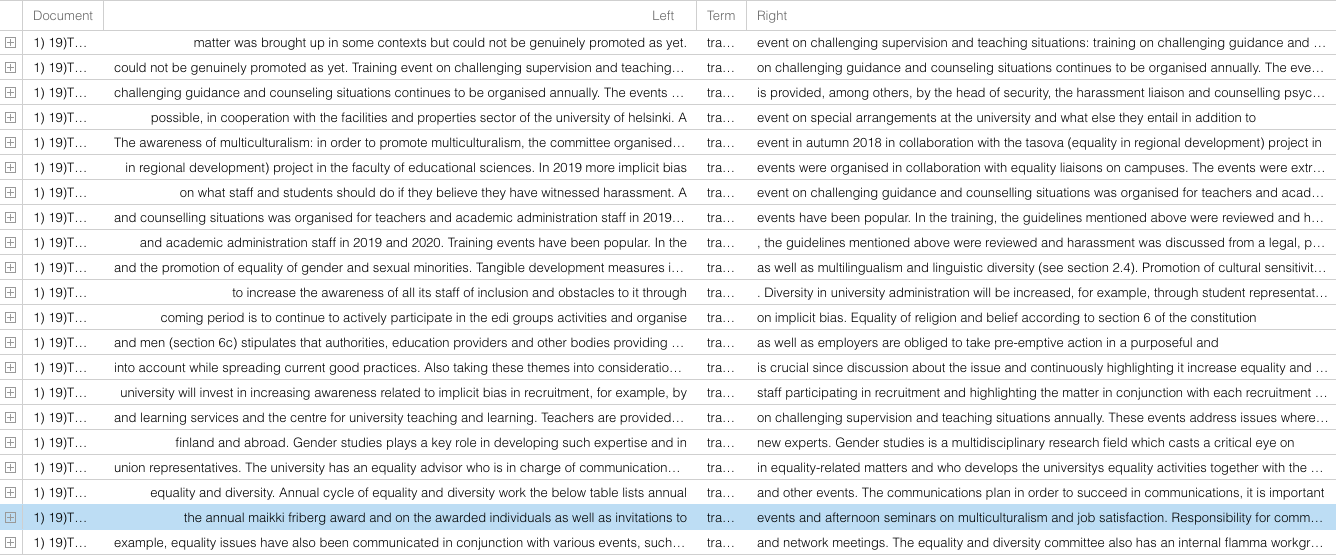 Document Left Term Right
1) 19)T... matter was brought up in some contexts but could not be genuinely promoted as yet. tra... event on challenging supervision and teaching situations: training on challenging guidance and ...
1) 19)T... could not be genuinely promoted as yet. Training event on challenging supervision and teaching... tra... on challenging guidance and counseling situations continues to be organised annually. The eve...
1) 19)T... challenging guidance and counseling situations continues to be organised annually. The events ... tra... is provided, among others, by the head of security, the harassment liaison and counselling psyc...
1) 19)T... possible, in cooperation with the facilities and properties sector of the university of helsinki. A tra... event on special arrangements at the university and what else they entail in addition to
1) 19)T... The awareness of multiculturalism: in order to promote multiculturalism, the committee organised... tra... event in autumn 2018 in collaboration with the tasova (equality in regional development) project in
1) 19)T... in regional development) project in the faculty of educational sciences. In 2019 more implicit bias tra... events were organised in collaboration with equality liaisons on campuses. The events were extr...
1) 19)T... on what staff and students should do if they believe they have witnessed harassment. A tra... event on challenging guidance and counselling situations was organised for teachers and acad...
1) 19)T... and counselling situations was organised for teachers and academic administration staff in 2019... tra... events have been popular. In the training, the guidelines mentioned above were reviewed and h...
1) 19)T... and academic administration staff in 2019 and 2020. Training events have been popular. In the tra... , the guidelines mentioned above were reviewed and harassment was discussed from a legal, p...
1) 19)T... and the promotion of equality of gender and sexual minorities. Tangible development measures i... tra... as well as multilingualism and linguistic diversity (see section 2.4). Promotion of cultural sensitivit...
1) 19)T... to increase the awareness of all its staff of inclusion and obstacles to it through tra... . Diversity in university administration will be increased, for example, through student representat...
1) 19)T... coming period is to continue to actively participate in the edi groups activities and organise tra... on implicit bias. Equality of religion and belief according to section 6 of the constitution
1) 19)T... and men (section 6c) stipulates that authorities, education providers and other bodies providing ... tra... as well as employers are obliged to take pre-emptive action in a purposeful and
1) 19)T... into account while spreading current good practices. Also taking these themes into consideratio... tra... is crucial since discussion about the issue and continuously highlighting it increase equality and ...
1) 19)T... university will invest in increasing awareness related to implicit bias in recruitment, for example, by tra... staff participating in recruitment and highlighting the matter in conjunction with each recruitment ...
1) 19)T... and learning services and the centre for university teaching and learning. Teachers are provided... tra... on challenging supervision and teaching situations annually. These events address issues where...
1) 19)T... finland and abroad. Gender studies plays a key role in developing such expertise and in tra... new experts. Gender studies is a multidisciplinary research field which casts a critical eye on
1) 19)T... union representatives. The university has an equality advisor who is in charge of communication... tra... in equality-related matters and who develops the universitys equality activities together with the ...
1) 19)T... equality and diversity. Annual cycle of equality and diversity work the below table lists annual tra... and other events. The communications plan in order to succeed in communications, it is important
1) 19)T... the annual maikki friberg award and on the awarded individuals as well as invitations to tra... events and afternoon seminars on multiculturalism and job satisfaction. Responsibility for comm...
1) 19)T... example, equality issues have also been communicated in conjunction with various events, such... tra... and network meetings. The equality and diversity committee also has an internal flamma workgr...